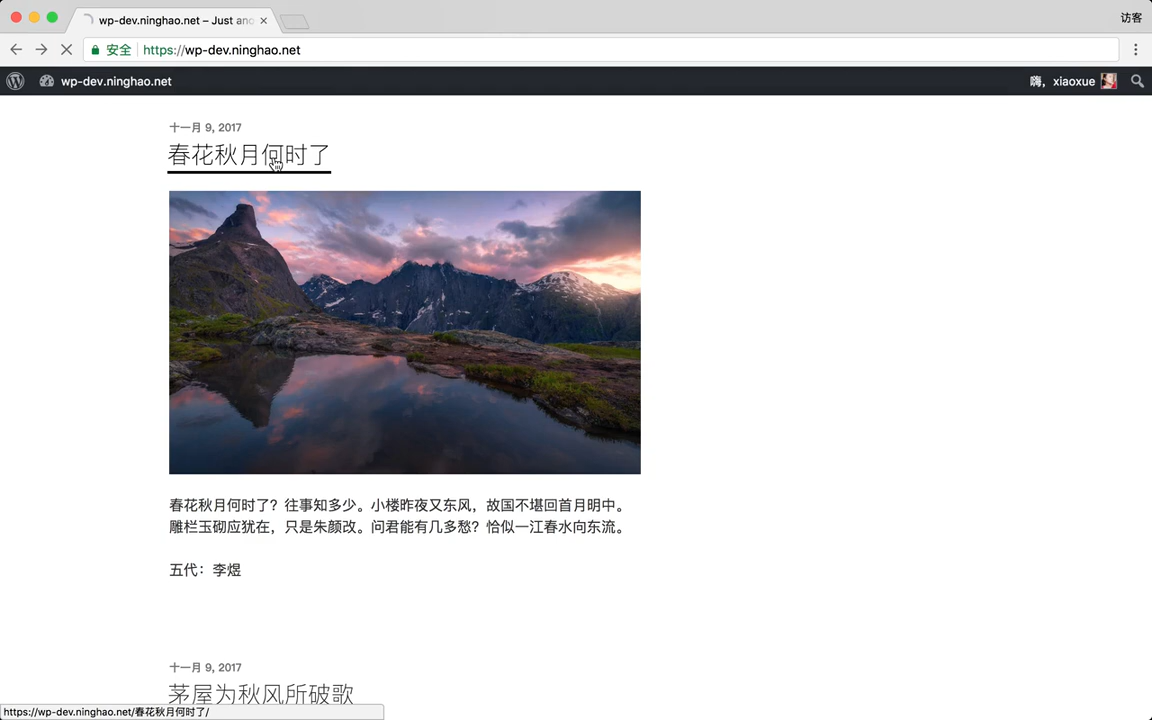 wp-dev.ninghao.net – Just ano
访客
安全 https://wp-dev.ninghao.net
wp-dev.ninghao.net
嗨，xiaoxue
十一月 9, 2017
春花秋月何时了
春花秋月何时了？往事知多少。小楼昨夜又东风，故国不堪回首月明中。
雕栏玉砌应犹在，只是朱颜改。问君能有几多愁？恰似一江春水向东流。
五代：李煜
十一月 9, 2017
茅屋为秋风所破歌
https://wp-dev.ninghao.net/春花秋月何时了/